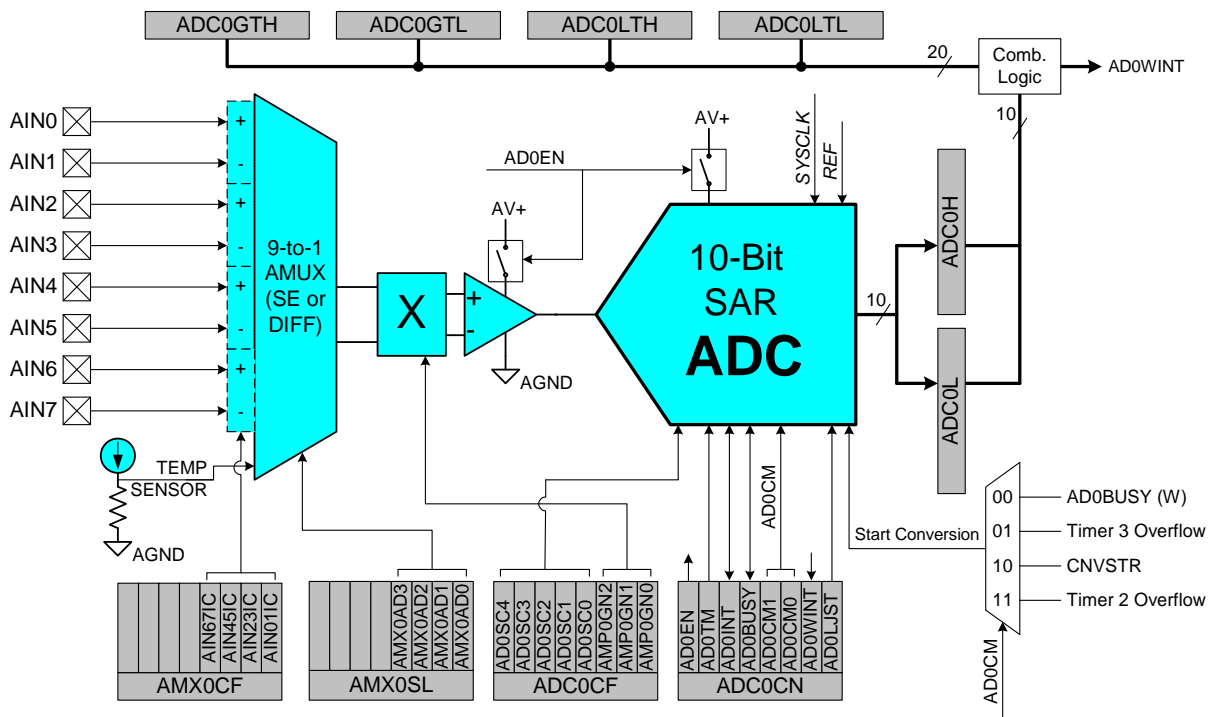 ADC0GTH
ADC0GTL
ADC0LTH
ADC0LTL
20
Comb.
Logic
AD0WINT
10
AIN0
AIN1
AIN2
AIN3
AIN4
AIN5
AIN6
AIN7
+
-
+
-
+
-
+
-
9-to-1
AMUX
(SE or
DIFF)
X
+
-
AV+
AD0EN
AV+
AGND
SYSCLK
REF
10-Bit
SAR
ADC
10
ADC0H
ADC0L
TEMP
SENSOR
AGND
AD0CM
Start Conversion
00
01
10
11
AD0BUSY (W)
Timer 3 Overflow
CNVSTR
Timer 2 Overflow
AD0CM
AIN67IC
AIN45IC
AIN23IC
AIN01IC
AMX0CF
AMX0AD3
AMX0AD2
AMX0AD1
AMX0AD0
AMX0SL
AD0SC4
AD0SC3
AD0SC2
AD0SC1
AD0SC0
AMP0GN2
AMP0GN1
AMP0GN0
ADC0CF
AD0EN
AD0TM
AD0INT
AD0BUSY
AD0CM1
AD0CM0
AD0WINT
AD0LJST
ADC0CN